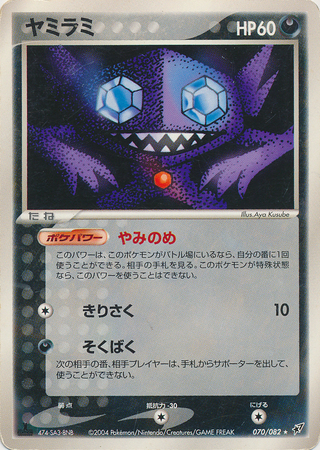 ヤミラミ HP60
Illus.Aya Kusube
たね
ポケパワー やみのめ
このパワーは、このポケモンがバトル場にいるなら、自分の番に1回
使うことができる。相手の手札を見る。このポケモンが特殊状態
なら、このパワーを使うことはできない。
きりさく 10
そくばく
次の相手の番、相手プレイヤーは、手札からサポーターを出して、
使うことができない。
弱点 抵抗力 -30 にげる
474-SA3-BNB ©2004 Pokémon/Nintendo/Creatures/GAME FREAK 070/082 ★